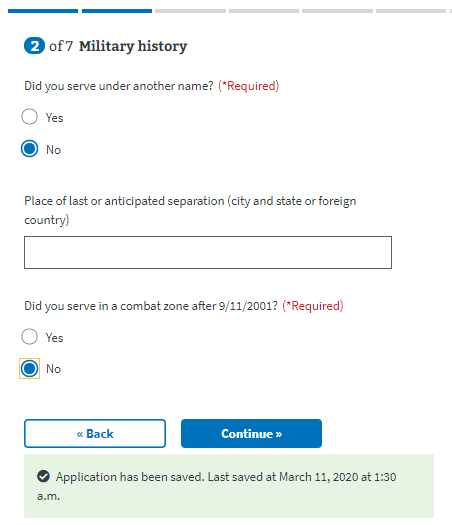 2 of 7 Military history
Did you serve under another name? (*Required)
Yes
No
Place of last or anticipated separation (city and state or foreign
country)
Did you serve in a combat zone after 9/11/2001? (*Required)
Yes
No
« Back
Continue »
Application has been saved. Last saved at March 11, 2020 at 1:30
a.m.